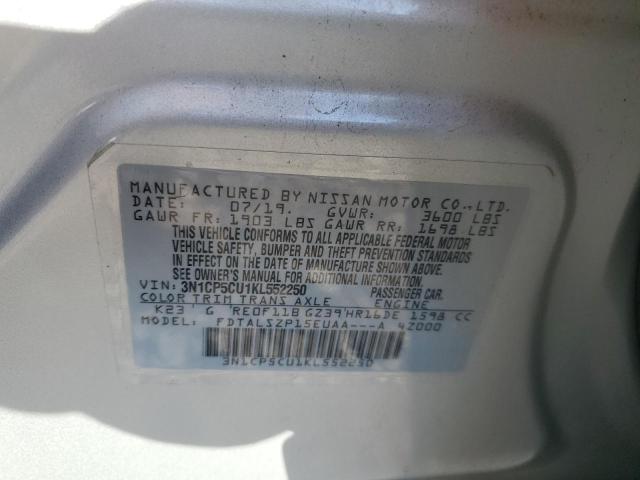 MANUFACTURED BY NISSAN MOTOR CO.,LTD.
DATE: 07/19. GVWR: 3600 LBS
GAWR FR: 1903 LBS GAWR RR: 1698 LBS
THIS VEHICLE CONFORMS TO ALL APPLICABLE FEDERAL MOTOR
VEHICLE SAFETY, BUMPER AND THEFT PREVENTION STANDARDS
IN EFFECT ON THE DATE OF MANUFACTURE SHOWN ABOVE.
SEE OWNER'S MANUAL FOR ADDITIONAL INFORMATION.
VIN: 3N1CP5CU1KL552250 PASSENGER CAR.
COLOR TRIM TRANS AXLE ENGINE
K23 G RE0F11B GZ39 HR16DE 1598 CC
FDTALSZP15EUAA---A 4Z000
3N1CP5CU1KL552250